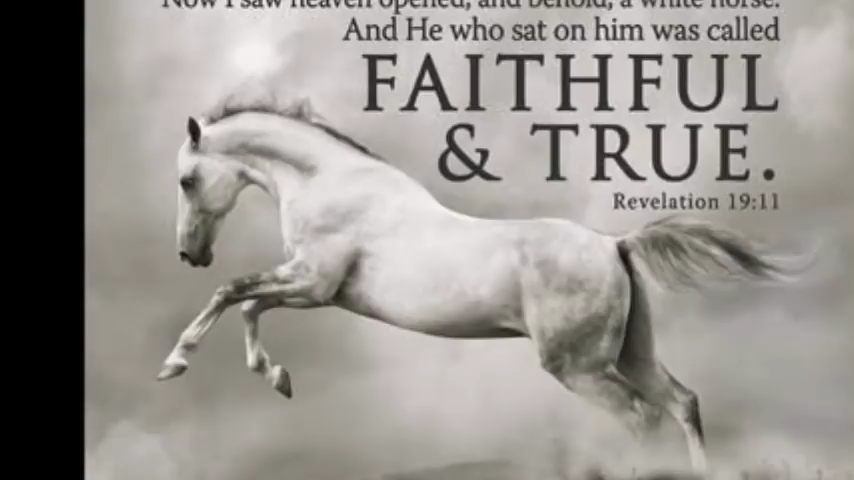 Now I saw heaven opened, and behold, a white horse.
And He who sat on him was called
FAITHFUL
& TRUE.
Revelation 19:11